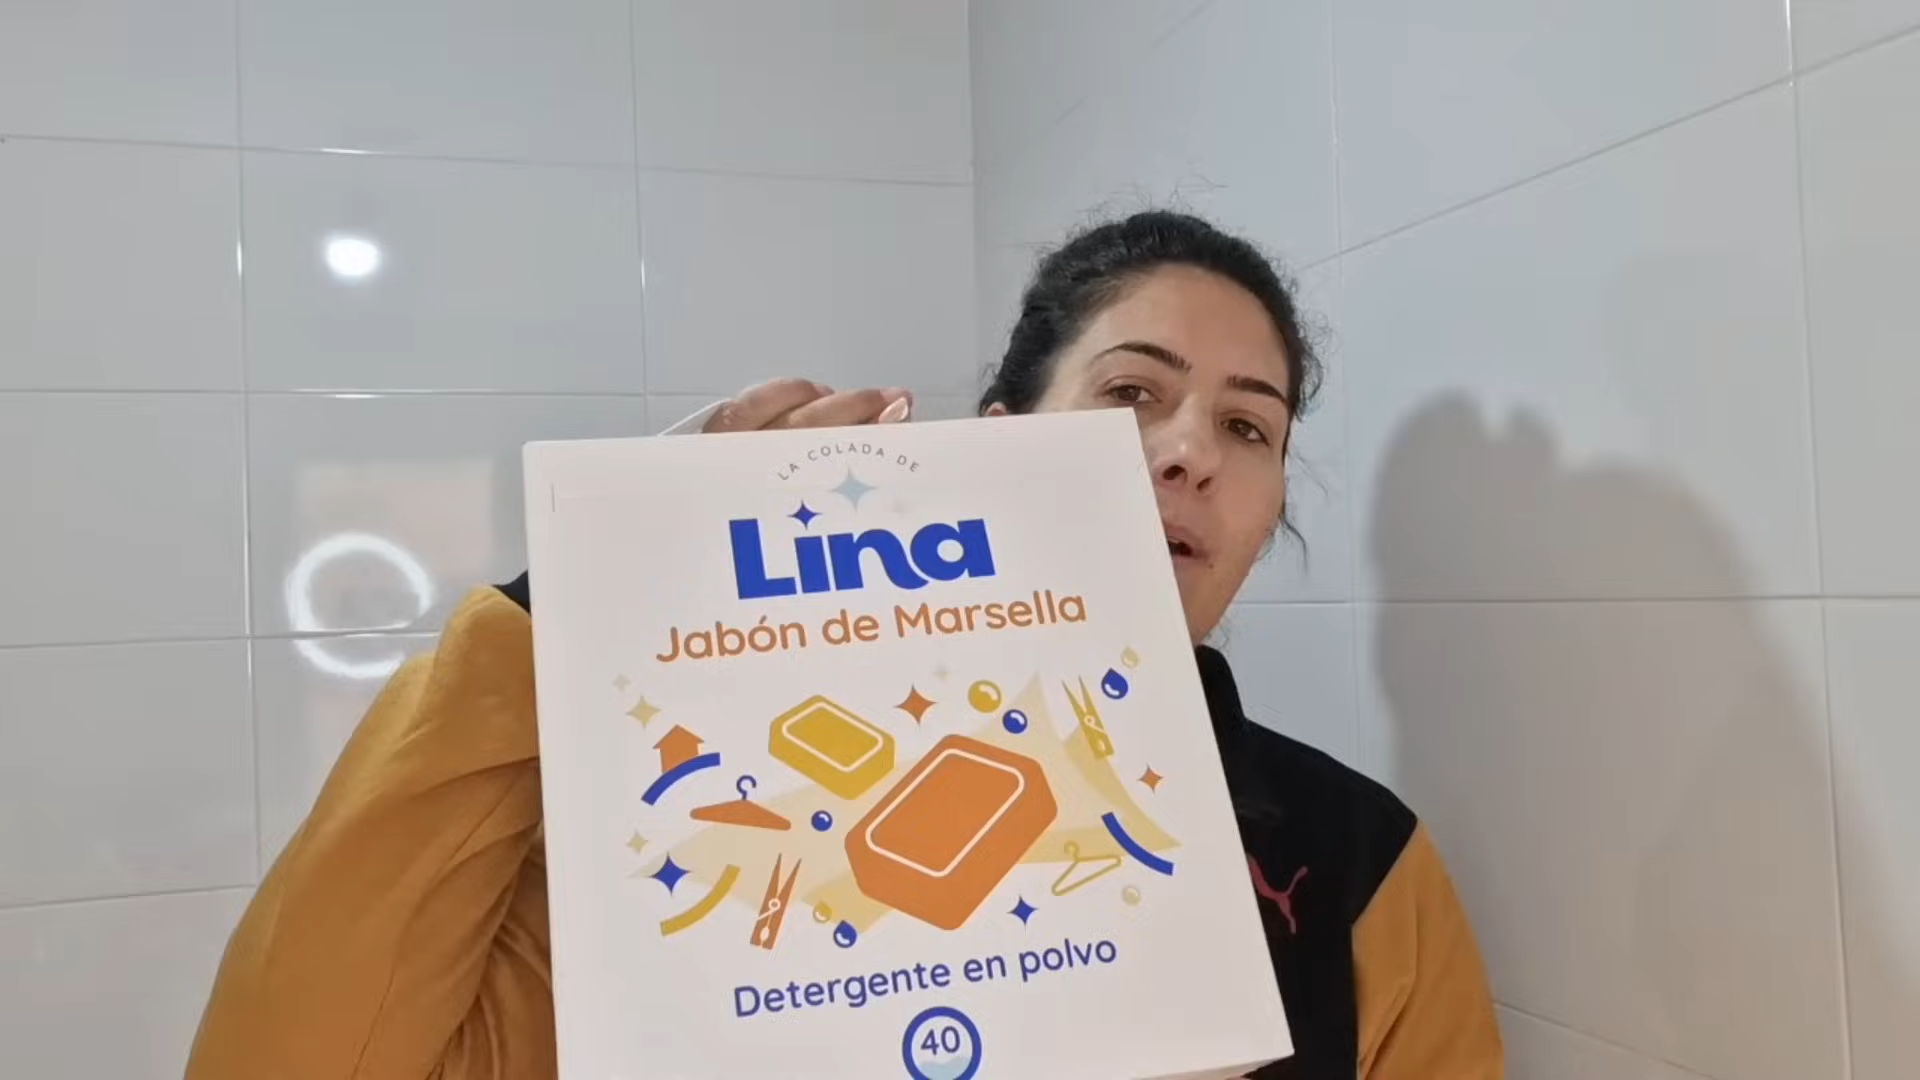 LA COLADA DE
Lina
Jabón de Marsella
Detergente en polvo
40